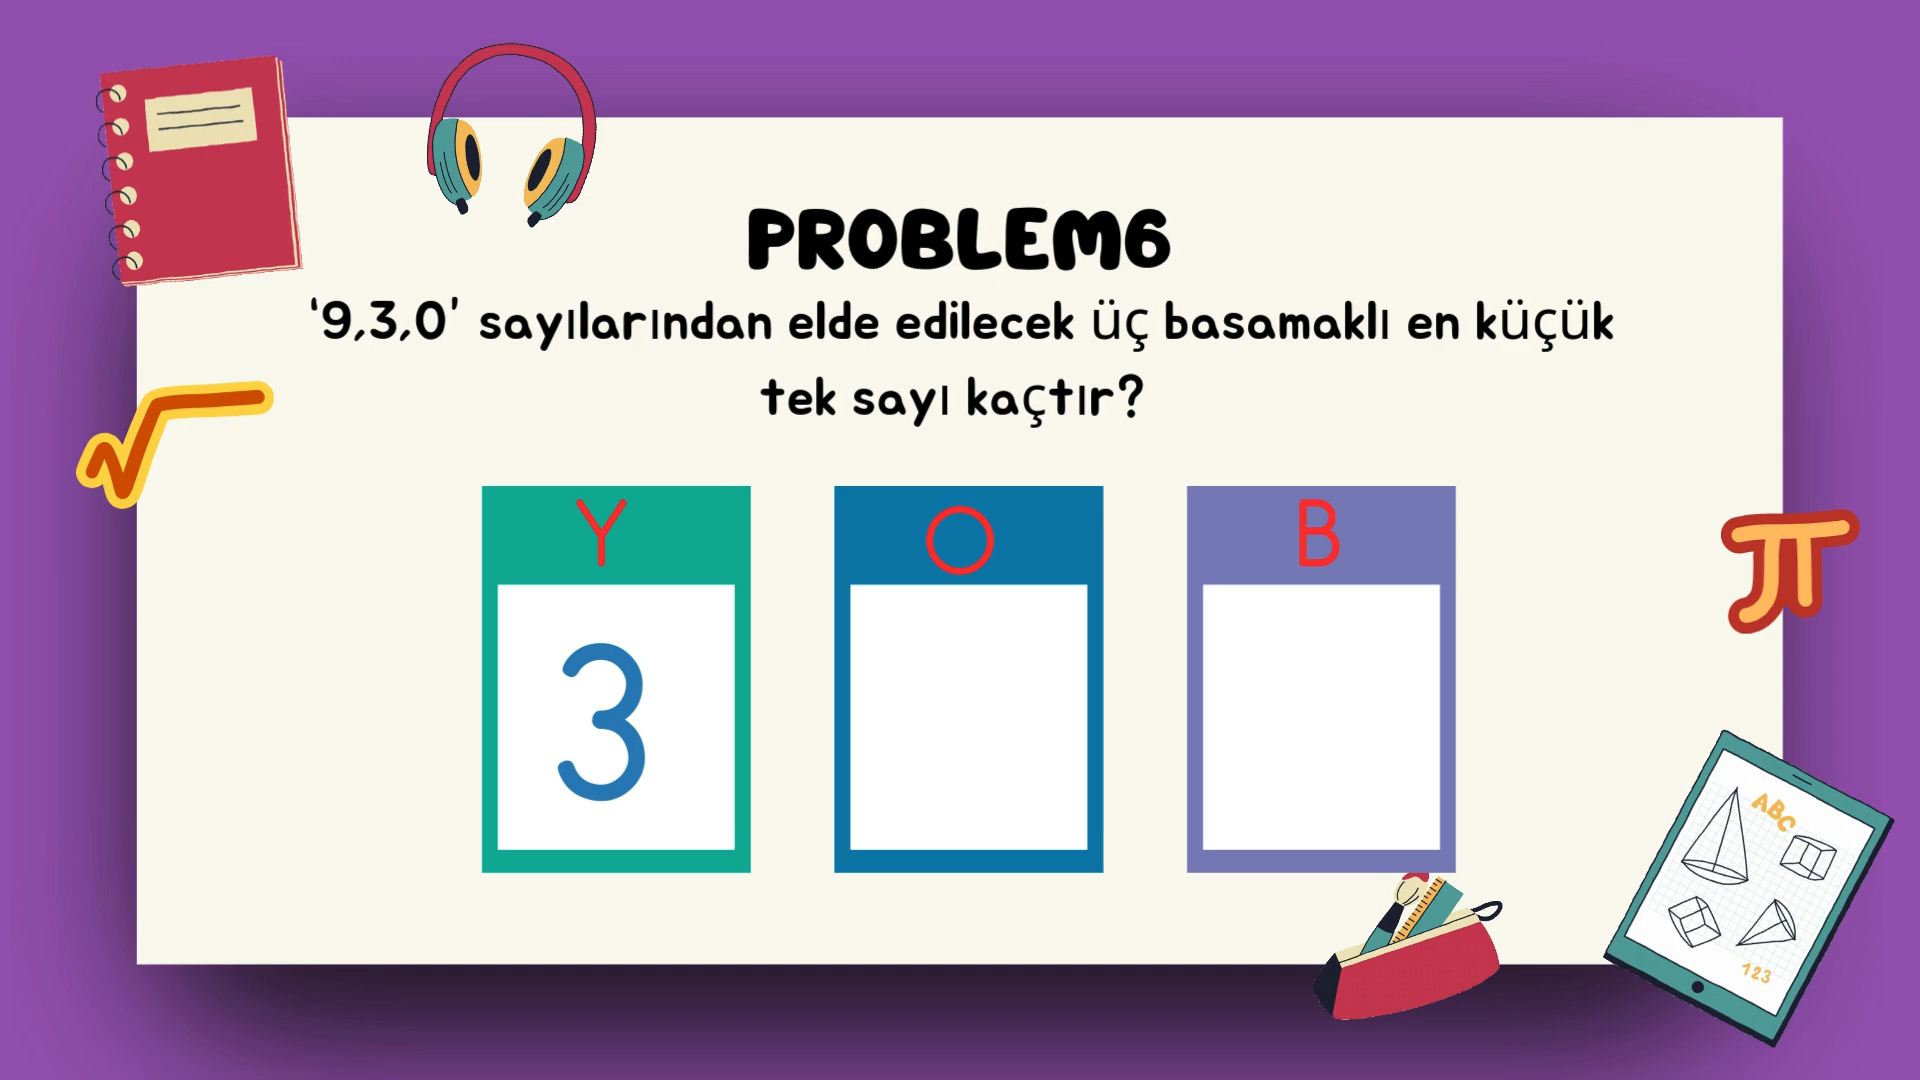 PROBLEM6
'9,3,0' sayılarından elde edilecek üç basamaklı en küçük
tek sayı kaçtır?
Y O B
3
ABC
123